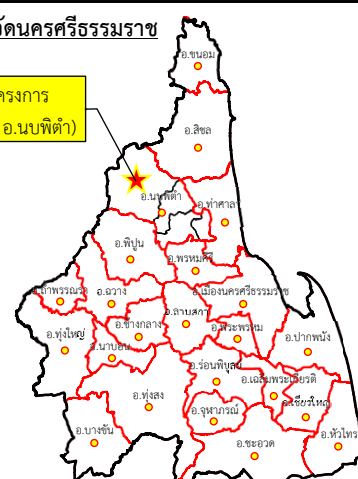 วัดนครศรีธรรมราช
ครงการ
อ.นบพิตำ)
อ.ขนอม
อ.สิชล
อ.นบพิตำ
อ.ท่าศาลา
อ.พิปูน
อ.พรหมคีรี
อ.ถ้ำพรรณรา
อ.ฉวาง
อ.เมืองนครศรีธรรมราช
อ.ลานสกา
อ.ช้างกลาง
อ.พระพรหม
อ.ทุ่งใหญ่
อ.นาบอน
อ.ปากพนัง
อ.ร่อนพิบูลย์
อ.เฉลิมพระเกียรติ
อ.ทุ่งสง
อ.เชียรใหญ่
อ.จุฬาภรณ์
อ.บางขัน
อ.ชะอวด
อ.หัวไทร